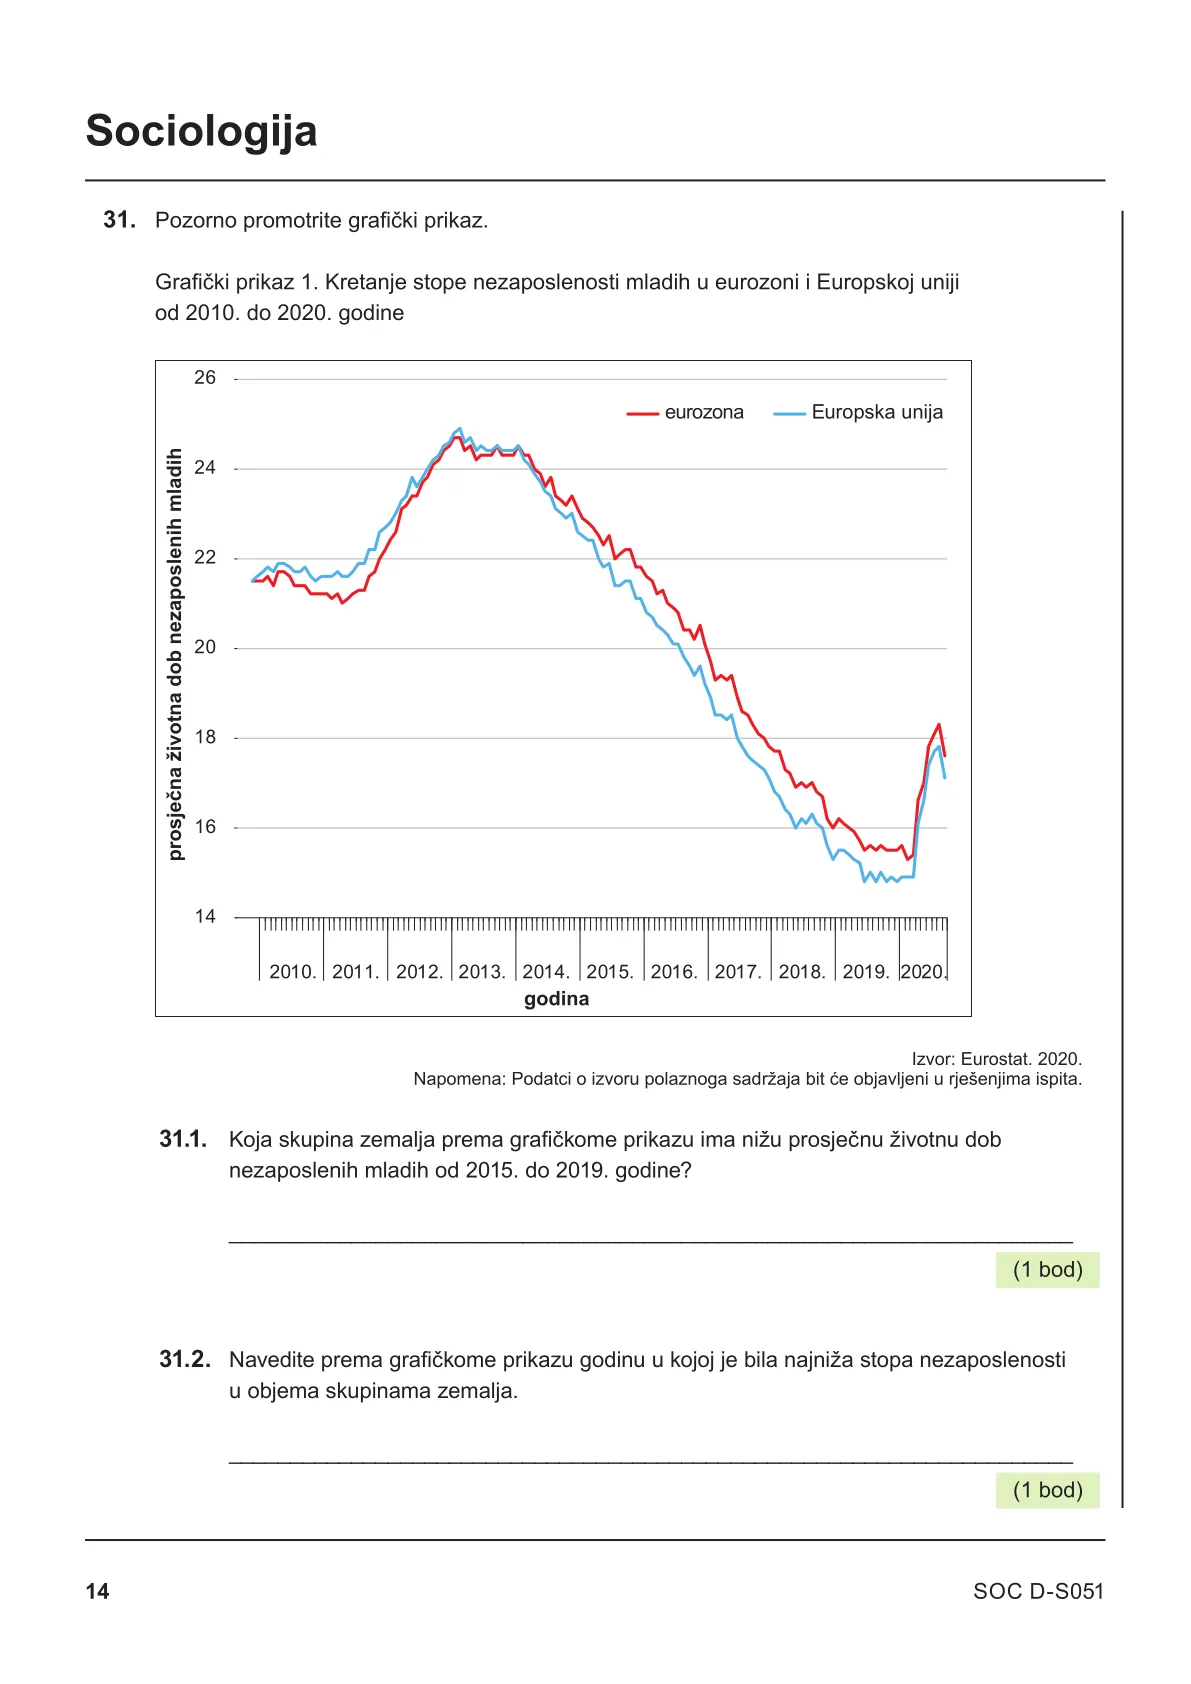 Sociologija
31. Pozorno promotrite grafički prikaz.
Grafički prikaz 1. Kretanje stope nezaposlenosti mladih u eurozoni i Europskoj uniji
od 2010. do 2020. godine
26
eurozona Europska unija
24
22
20
18
16
14
prosječna životna dob nezaposlenih mladih
2010. 2011. 2012. 2013. 2014. 2015. 2016. 2017. 2018. 2019. 2020.
godina
Izvor: Eurostat. 2020.
Napomena: Podatci o izvoru polaznoga sadržaja bit će objavljeni u rješenjima ispita.
31.1. Koja skupina zemalja prema grafičkome prikazu ima nižu prosječnu životnu dob
nezaposlenih mladih od 2015. do 2019. godine?
(1 bod)
31.2. Navedite prema grafičkome prikazu godinu u kojoj je bila najniža stopa nezaposlenosti
u objema skupinama zemalja.
(1 bod)
14
SOC D-S051